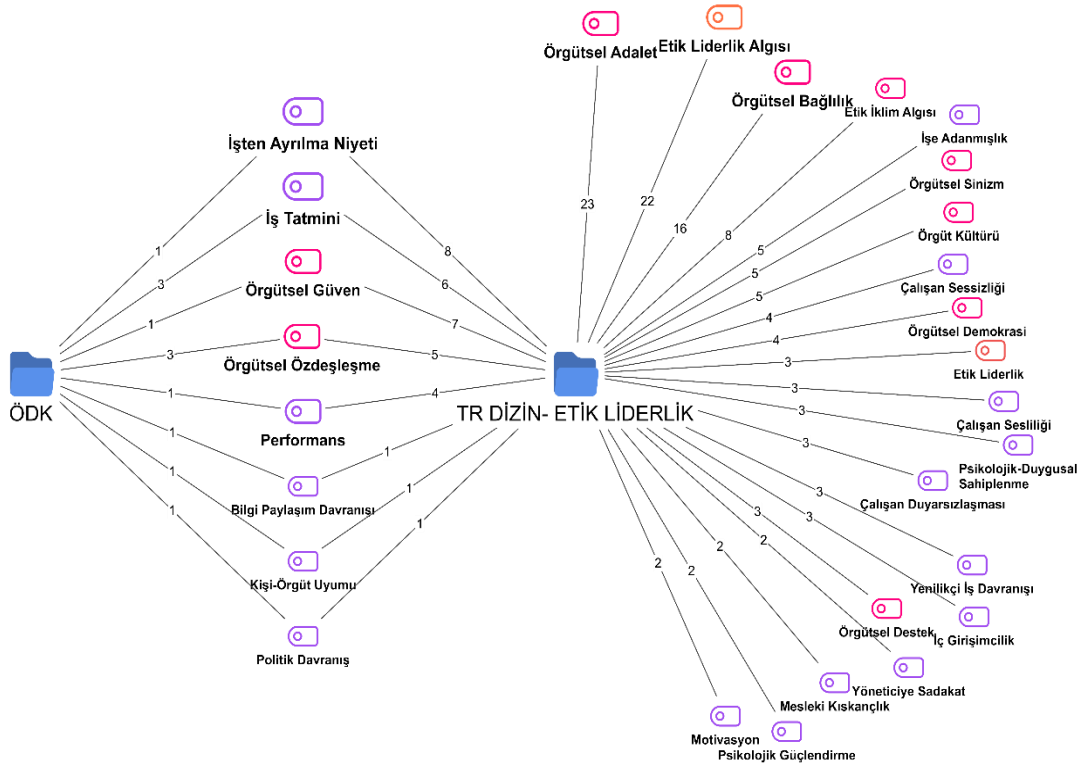 Örgütsel Adalet
Etik Liderlik Algısı
Örgütsel Bağlılık
Etik İklim Algısı
İşe Adanmışlık
Örgütsel Sinizm
Örgüt Kültürü
Çalışan Sessizliği
Örgütsel Demokrasi
Etik Liderlik
Çalışan Sesliliği
Psikolojik-Duygusal
Sahiplenme
Çalışan Duyarsızlaşması
Yenilikçi İş Davranışı
İç Girişimcilik
Örgütsel Destek
Yöneticiye Sadakat
Mesleki Kıskançlık
Psikolojik Güçlendirme
Motivasyon
23
22
16
8
5
5
5
4
4
3
3
3
3
3
3
3
2
2
2
2
TR DİZİN- ETİK LİDERLİK
İşten Ayrılma Niyeti
İş Tatmini
Örgütsel Güven
Örgütsel Özdeşleşme
Performans
Bilgi Paylaşım Davranışı
Kişi-Örgüt Uyumu
Politik Davranış
8
6
7
5
4
1
1
1
1
3
1
3
1
1
1
1
ÖDK